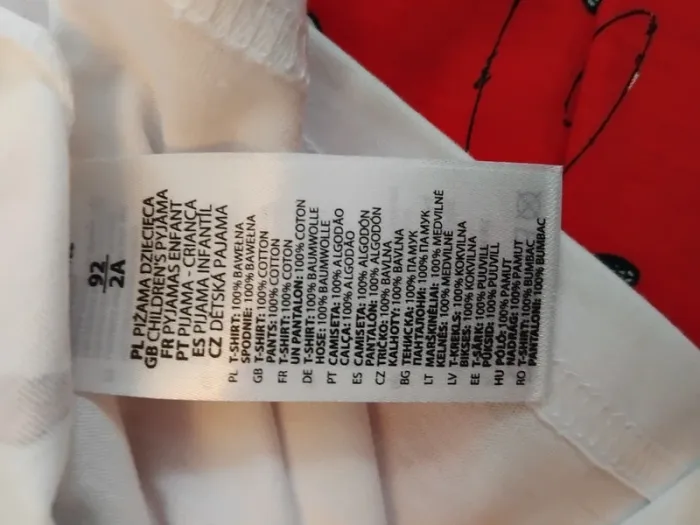 92
2A
PL PIŻAMA DZIECIĘCA
GB CHILDREN'S PYJAMA
FR PYJAMAS ENFANT
PT PIJAMA - CRIANÇA
ES PIJAMA INFANTIL
CZ DĚTSKÁ PAJAMA
PL T-SHIRT: 100% BAWEŁNA
SPODNIE: 100% BAWEŁNA
GB T-SHIRT: 100% COTTON
PANTS: 100% COTTON
FR T-SHIRT: 100% COTON
UN PANTALON: 100% COTON
DE T-SHIRT: 100% BAUMWOLLE
HOSE: 100% BAUMWOLLE
PT CAMISETA: 100% ALGODÃO
CALÇA: 100% ALGODÃO
ES CAMISETA: 100% ALGODÓN
PANTALÓN: 100% ALGODÓN
CZ TRIČKO: 100% BAVLNA
KALHOTY: 100% BAVLNA
BG ТЕНИСКА: 100% ПАМУК
ПАНТАЛОНИ: 100% ПАМУК
LT MARŠKINĖLIAI: 100% MEDVILNĖ
KELNĖS: 100% MEDVILNĖ
LV T-KREKLS: 100% KOKVILNA
BIKSES: 100% KOKVILNA
EE T-SÄRK: 100% PUUVILL
PÜKSID: 100% PUUVILL
HU PÓLÓ: 100% PAMUT
NADRÁG: 100% PAMUT
RO T-SHIRT: 100% BUMBAC
PANTALONI: 100% BUMBAC